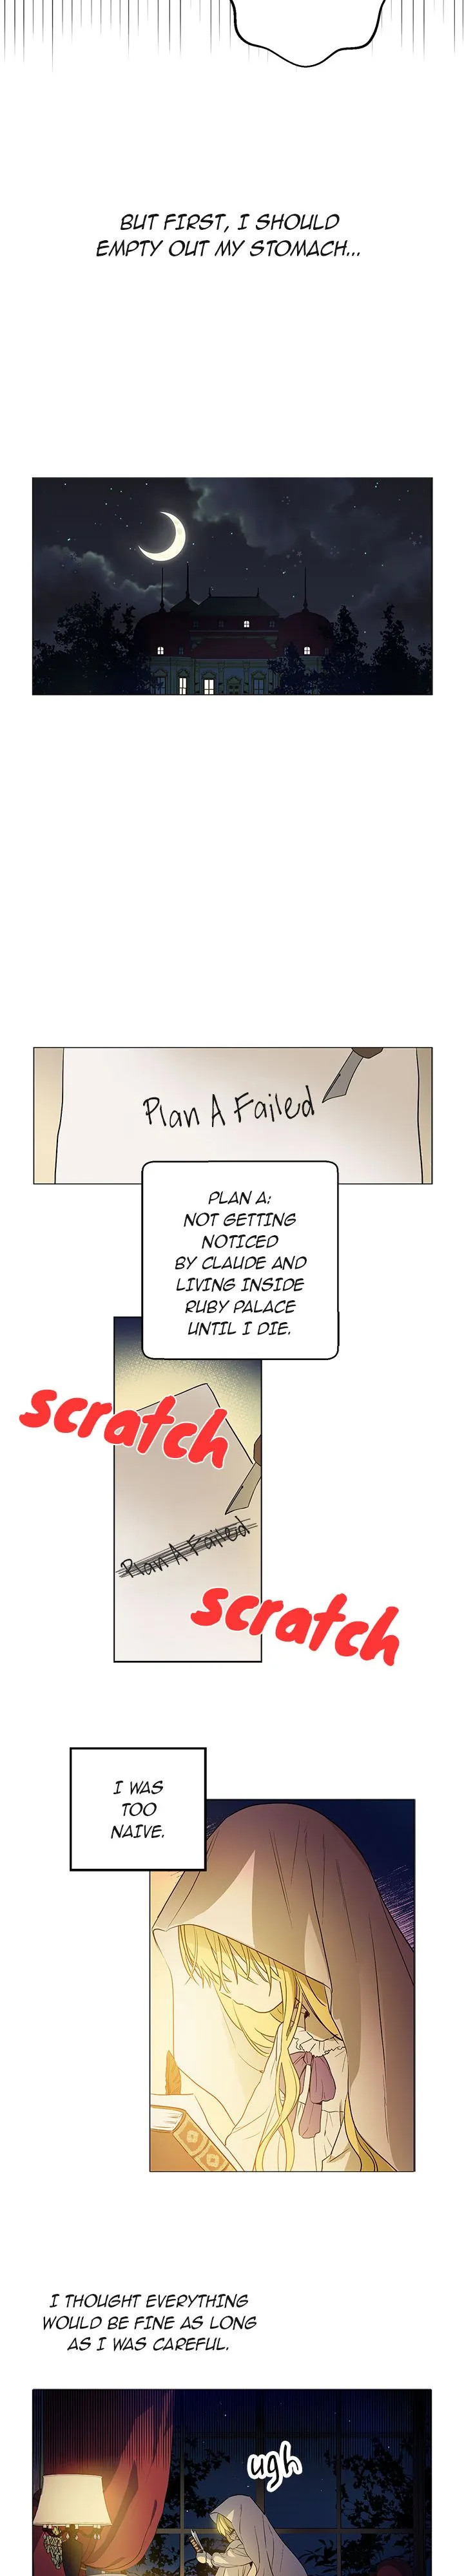 BUT FIRST, I SHOULD
EMPTY OUT MY STOMACH...
Plan A Failed
PLAN A:
NOT GETTING
NOTICED
BY CLAUDE AND
LIVING INSIDE
RUBY PALACE
UNTIL I DIE.
scratch
Plan A Failed
scratch
I WAS
TOO
NAIVE.
I THOUGHT EVERYTHING
WOULD BE FINE AS LONG
AS I WAS CAREFUL.
ugh